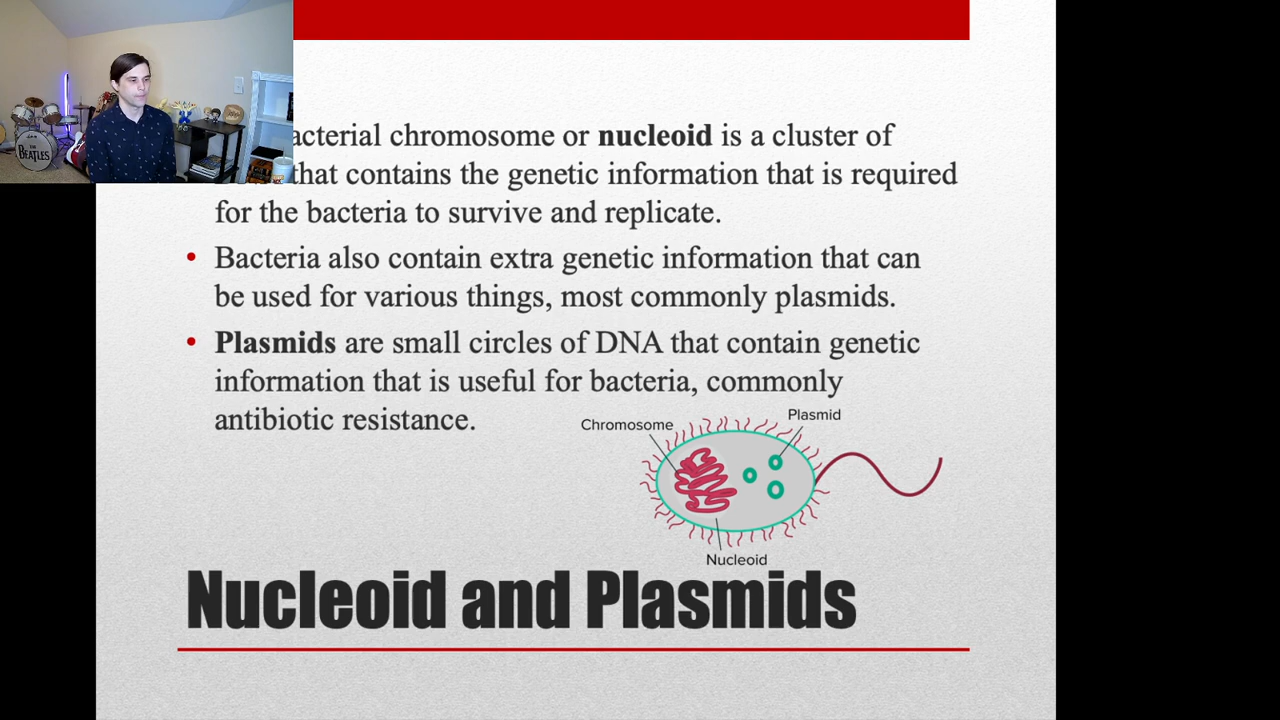 THE
BEATLES
acterial chromosome or nucleoid is a cluster of
that contains the genetic information that is required
for the bacteria to survive and replicate.
• Bacteria also contain extra genetic information that can
be used for various things, most commonly plasmids.
• Plasmids are small circles of DNA that contain genetic
information that is useful for bacteria, commonly
antibiotic resistance.
Chromosome
Plasmid
Nucleoid
Nucleoid and Plasmids